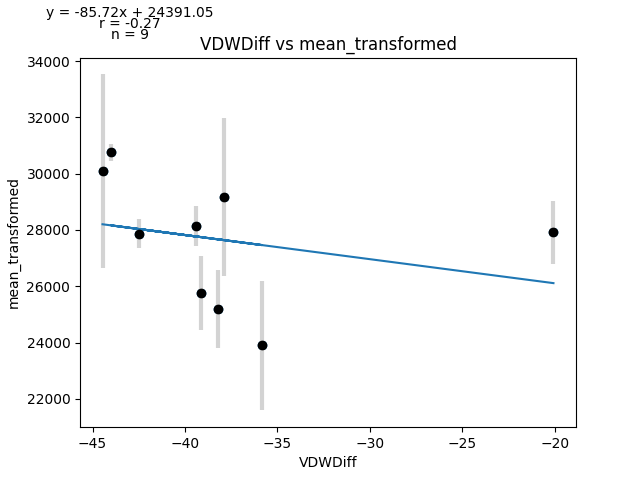 y = -85.72x + 24391.05
r = -0.27
n = 9
VDWDiff vs mean_transformed
34000
32000
30000
28000
26000
24000
22000
mean_transformed
−45
−40
−35
−30
−25
−20
VDWDiff